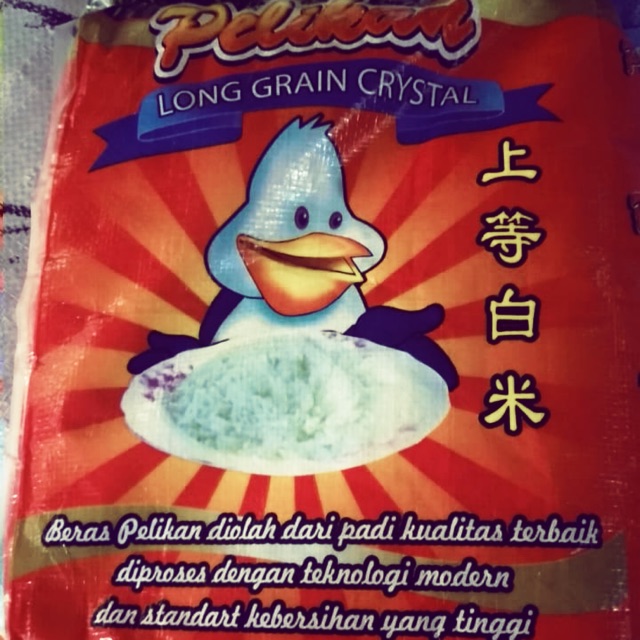 Pelikan
LONG GRAIN CRYSTAL
上等白米
Beras Pelikan diolah dari padi kualitas terbaik
diproses dengan teknologi modern
dan standart kebersihan yang tinggi